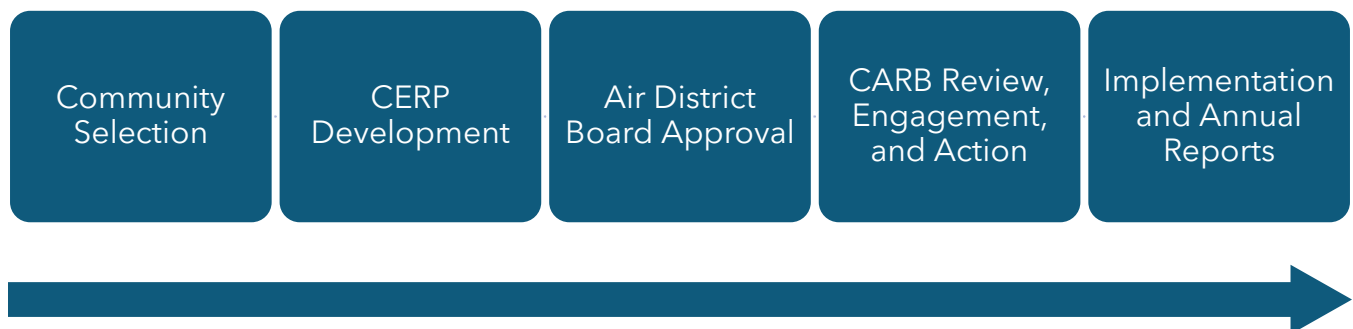 Community
Selection
CERP
Development
Air District
Board Approval
CARB Review,
Engagement,
and Action
Implementation
and Annual
Reports